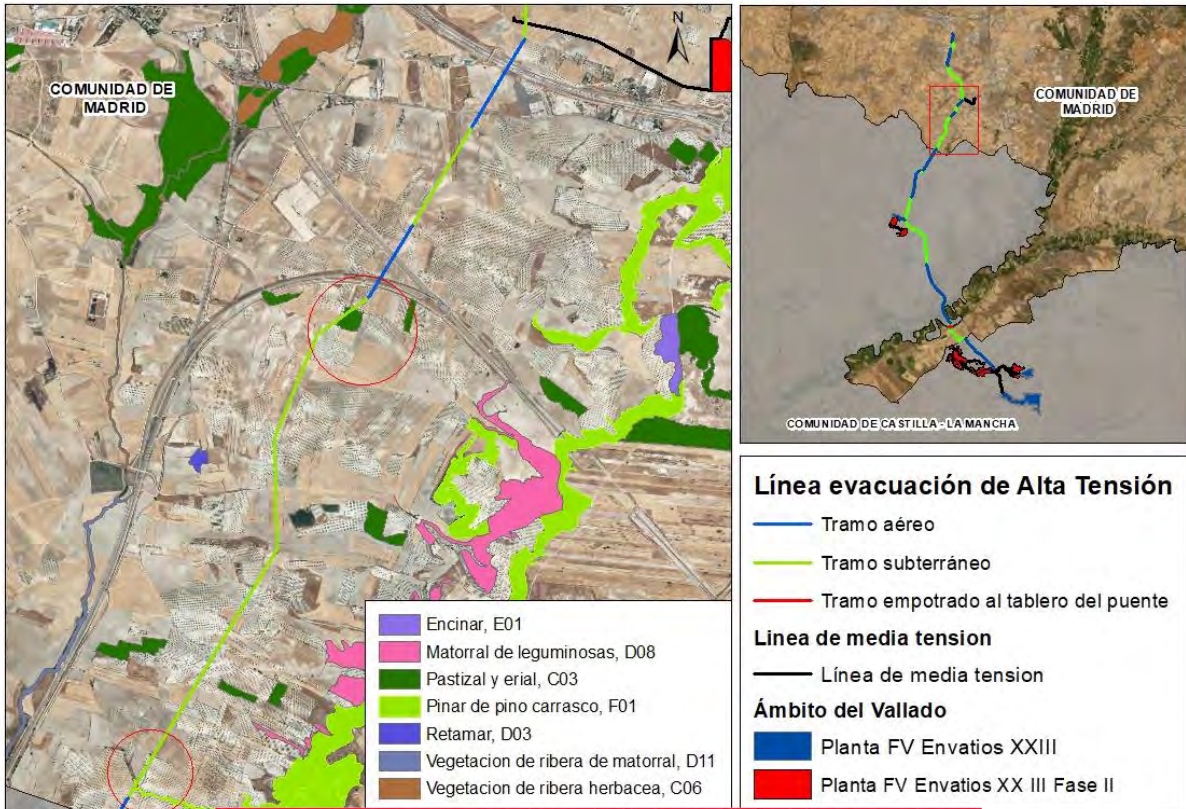 COMUNIDAD DE
MADRID
N
Encinar, E01
Matorral de leguminosas, D08
Pastizal y erial, C03
Pinar de pino carrasco, F01
Retamar, D03
Vegetacion de ribera de matorral, D11
Vegetacion de ribera herbacea, C06
COMUNIDAD DE
MADRID
COMUNIDAD DE CASTILLA - LA MANCHA
Línea evacuación de Alta Tensión
Tramo aéreo
Tramo subterráneo
Tramo empotrado al tablero del puente
Linea de media tension
Línea de media tension
Ámbito del Vallado
Planta FV Envatios XXIII
Planta FV Envatios XX III Fase II